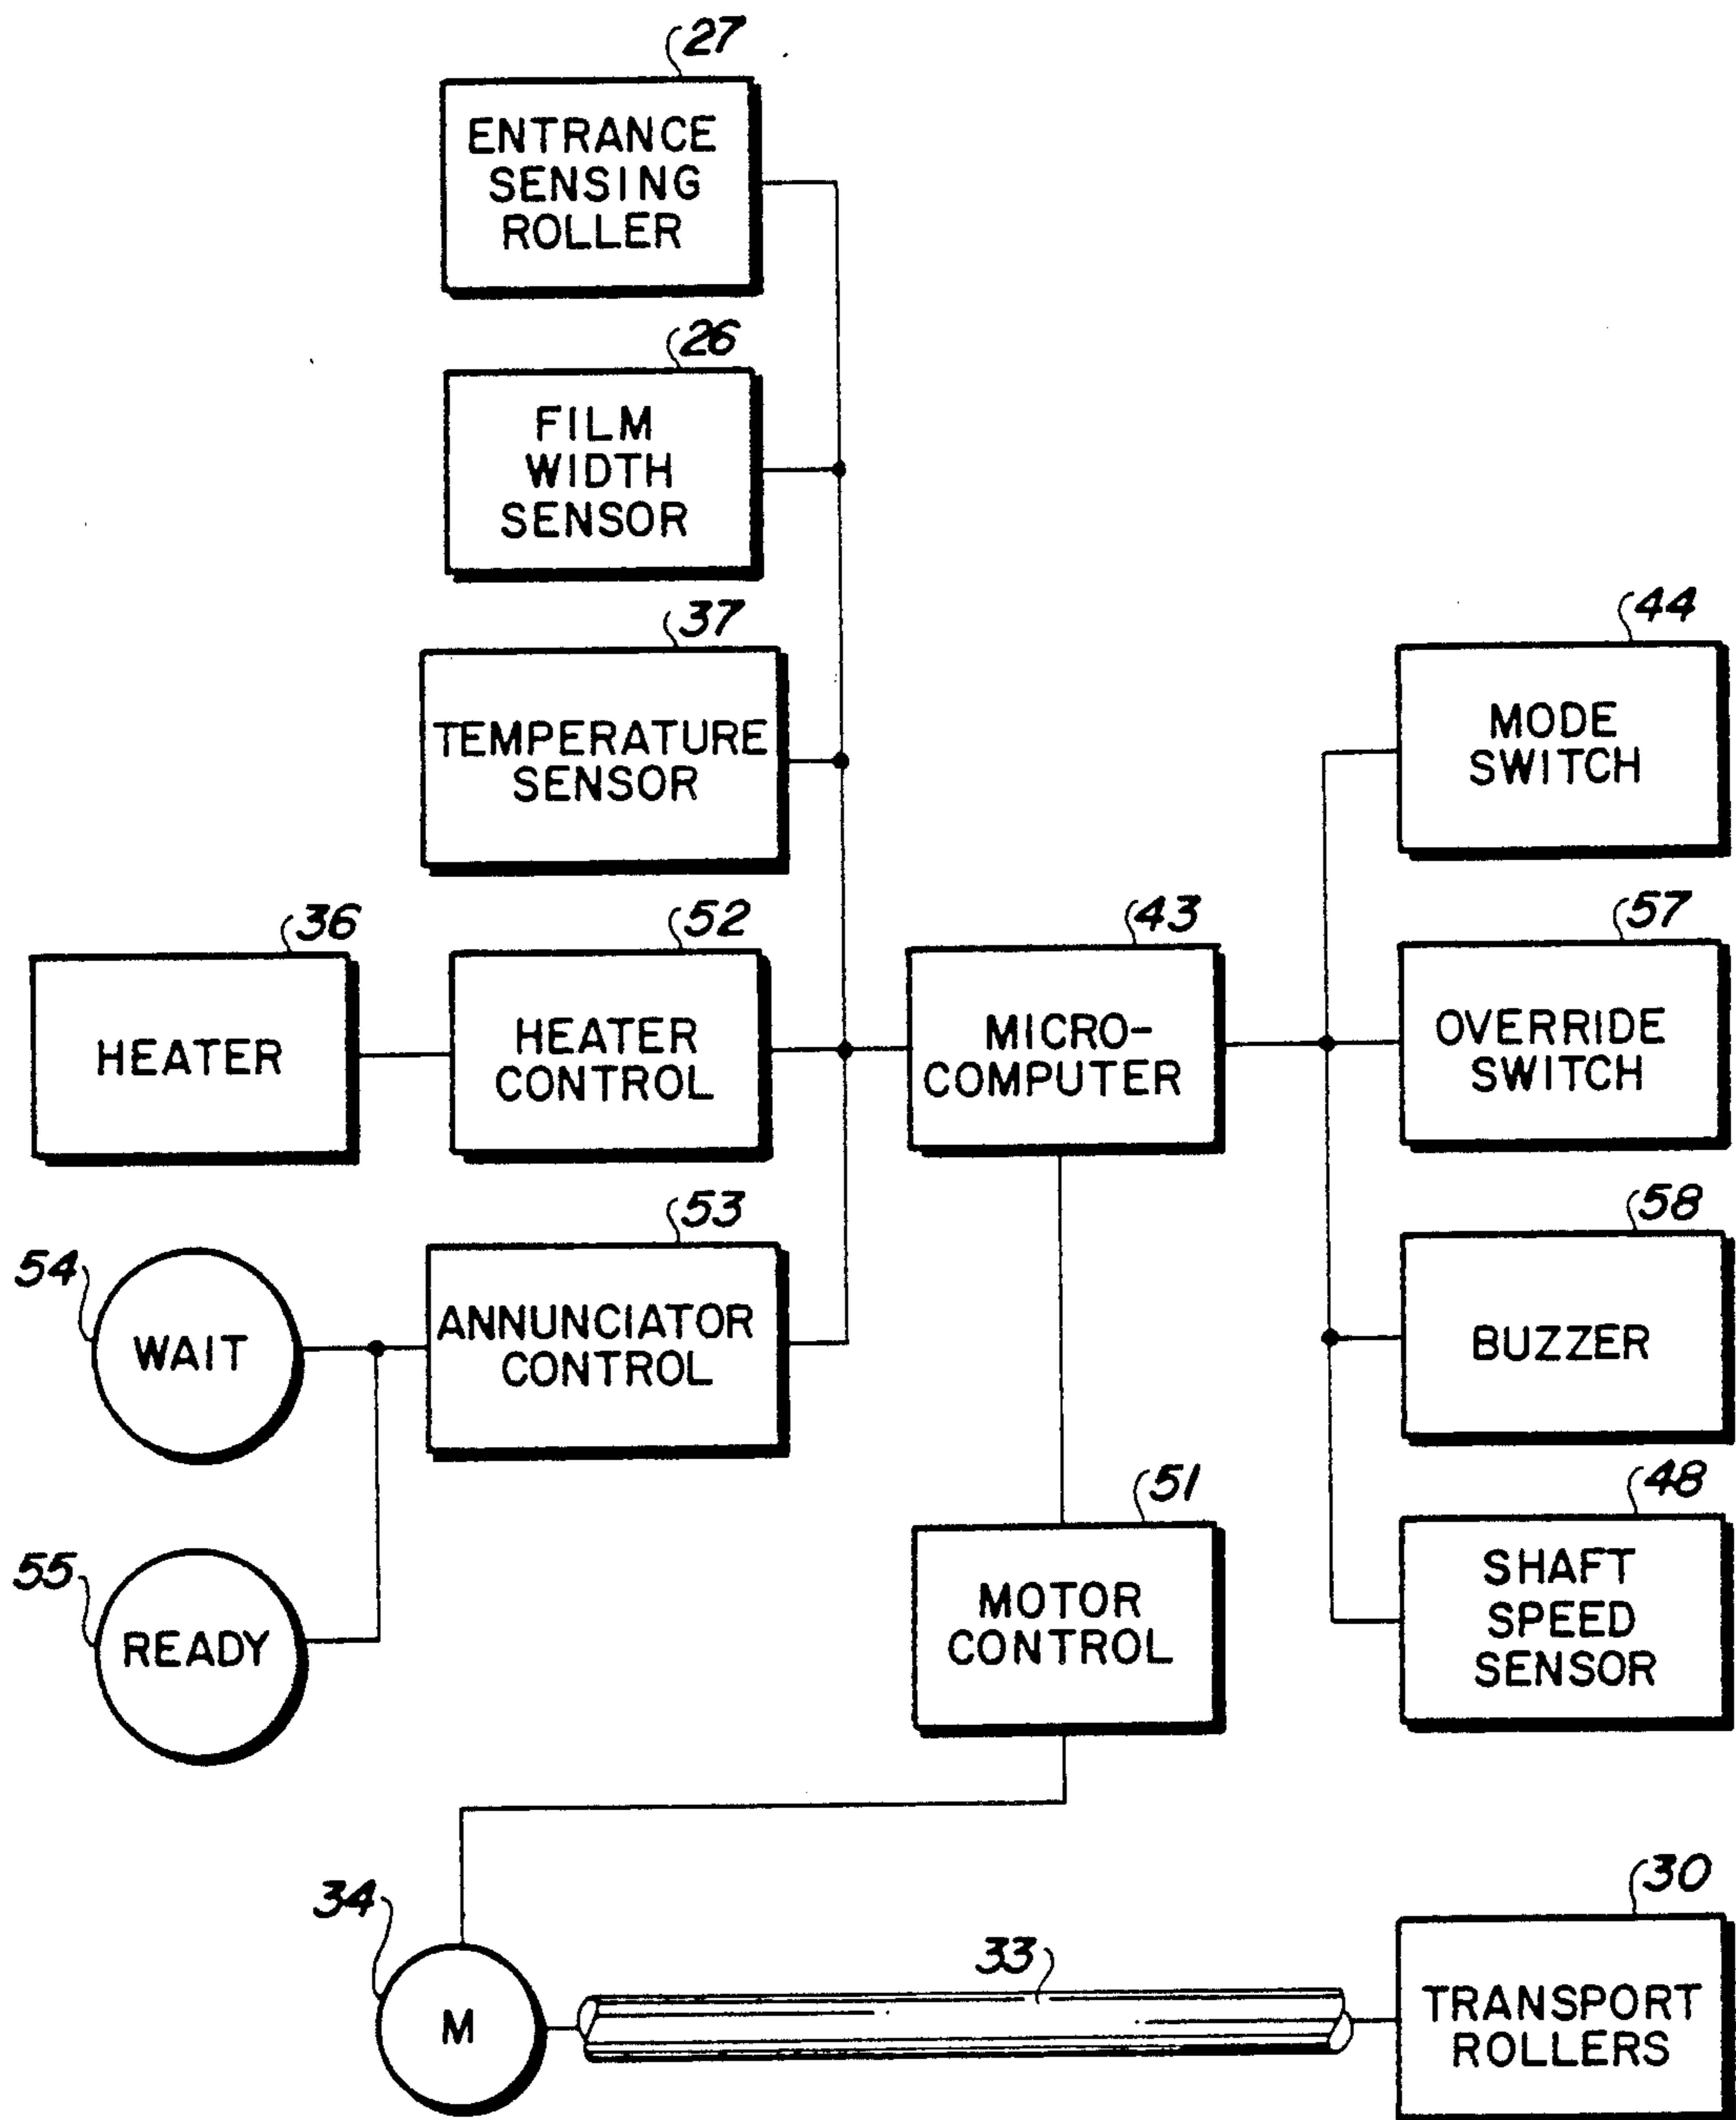 27
ENTRANCE
SENSING
ROLLER
26
FILM
WIDTH
SENSOR
37
TEMPERATURE
SENSOR
44
MODE
SWITCH
36
HEATER
52
HEATER
CONTROL
43
MICRO-
COMPUTER
57
OVERRIDE
SWITCH
54
WAIT
53
ANNUNCIATOR
CONTROL
58
BUZZER
55
READY
51
MOTOR
CONTROL
48
SHAFT
SPEED
SENSOR
34
M
33
30
TRANSPORT
ROLLERS